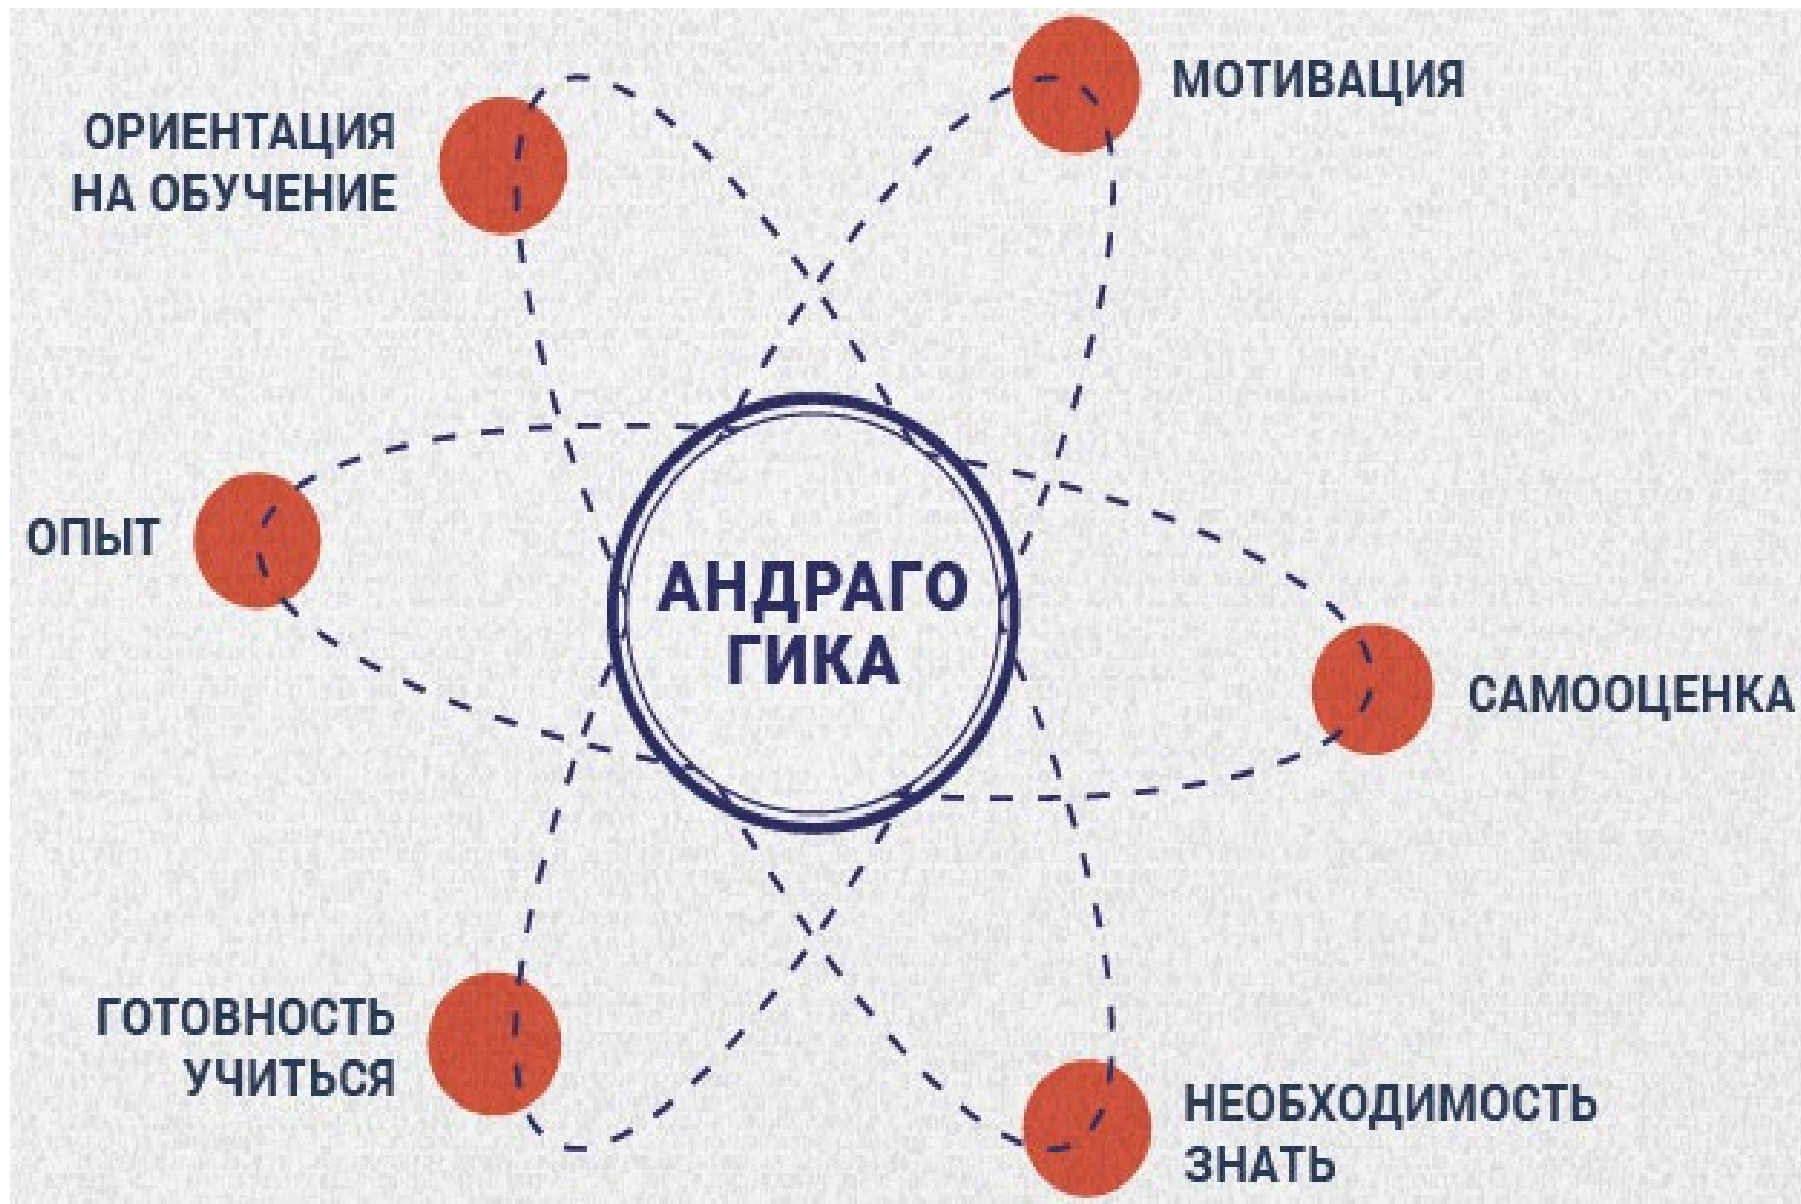 МОТИВАЦИЯ
ОРИЕНТАЦИЯ
НА ОБУЧЕНИЕ
ОПЫТ
АНДРАГО
ГИКА
САМООЦЕНКА
ГОТОВНОСТЬ
УЧИТЬСЯ
НЕОБХОДИМОСТЬ
ЗНАТЬ